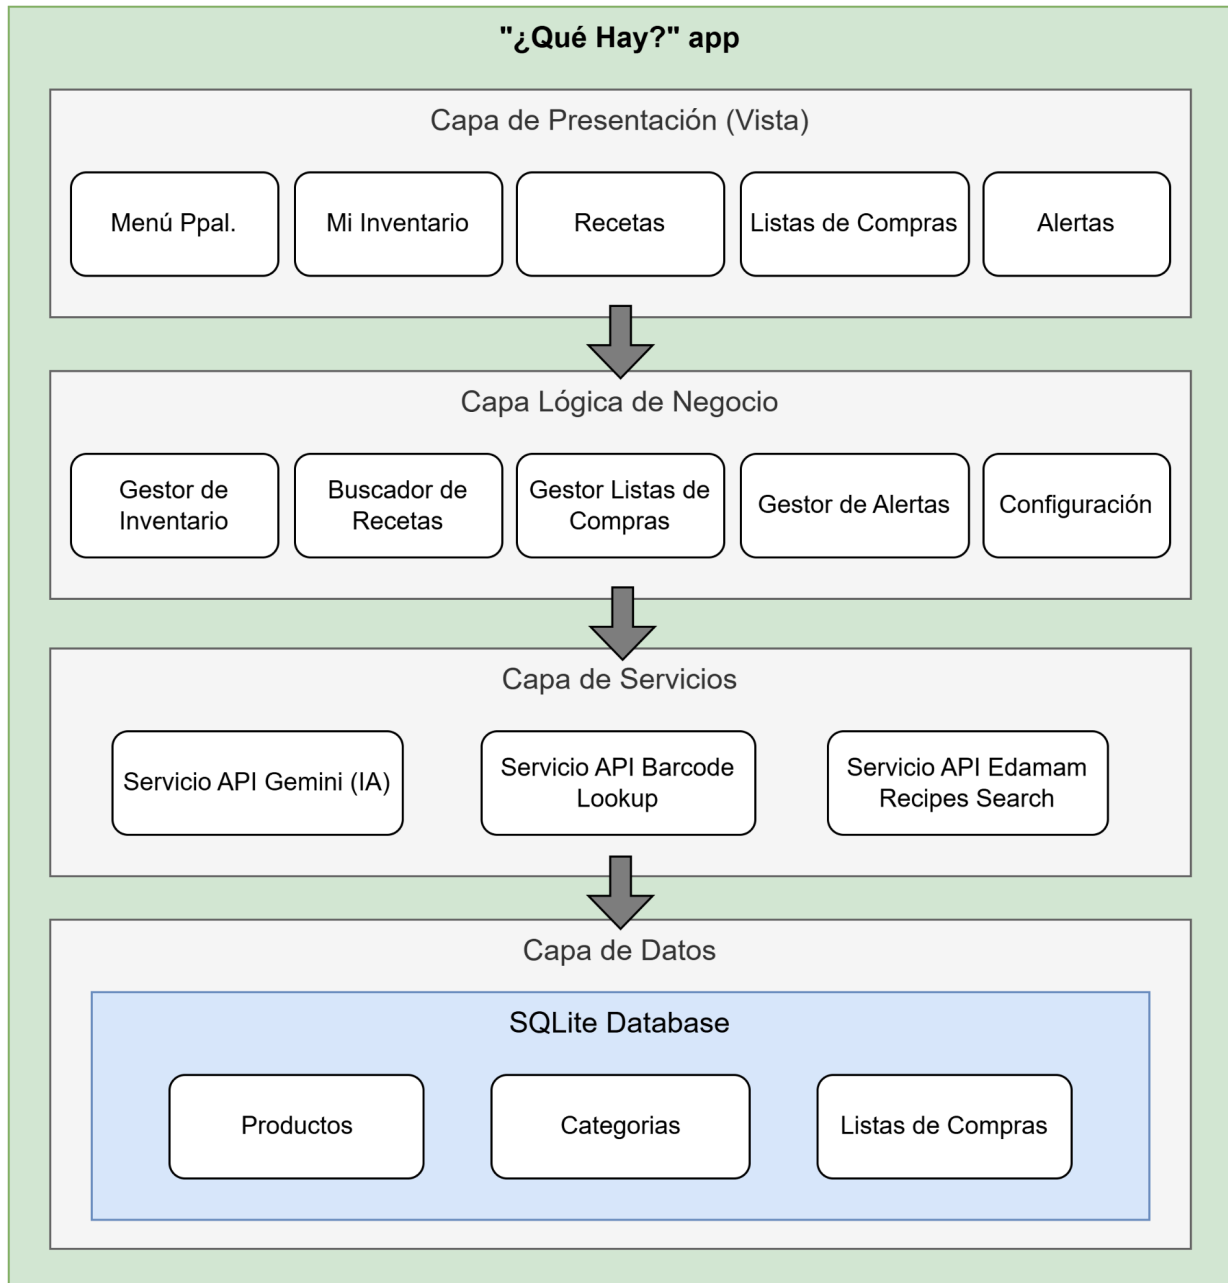 "¿Qué Hay?" app
Capa de Presentación (Vista)
Menú Ppal.
Mi Inventario
Recetas
Listas de Compras
Alertas
Capa Lógica de Negocio
Gestor de
Inventario
Buscador de
Recetas
Gestor Listas de
Compras
Gestor de Alertas
Configuración
Capa de Servicios
Servicio API Gemini (IA)
Servicio API Barcode
Lookup
Servicio API Edamam
Recipes Search
Capa de Datos
SQLite Database
Productos
Categorias
Listas de Compras